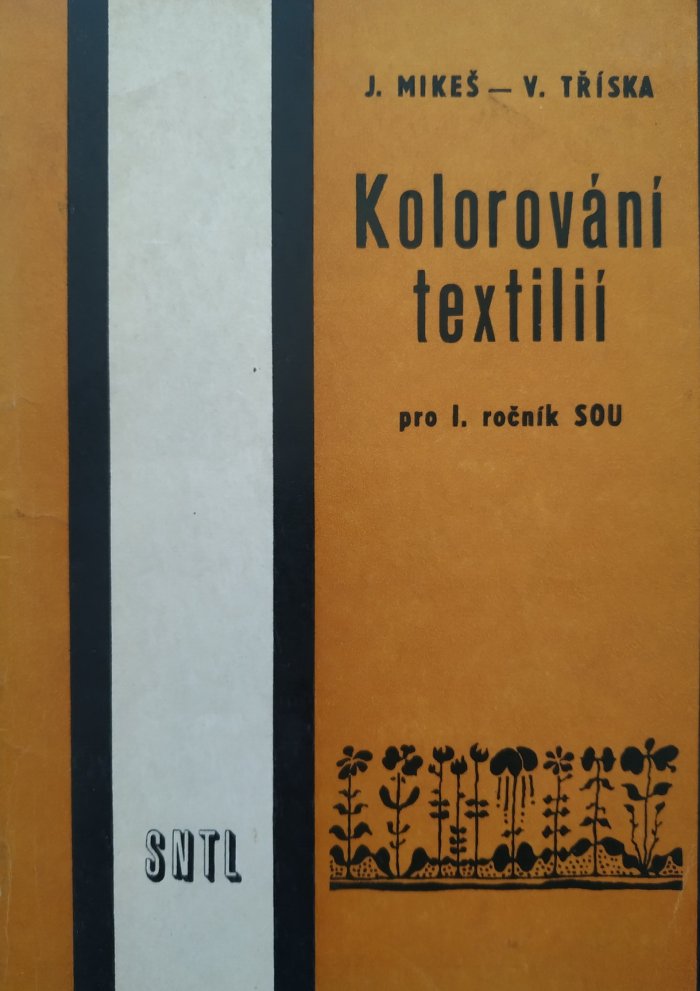 J. MIKEŠ — V. TŘÍSKA
Kolorování
textilií
pro I. ročník SOU
SNTL